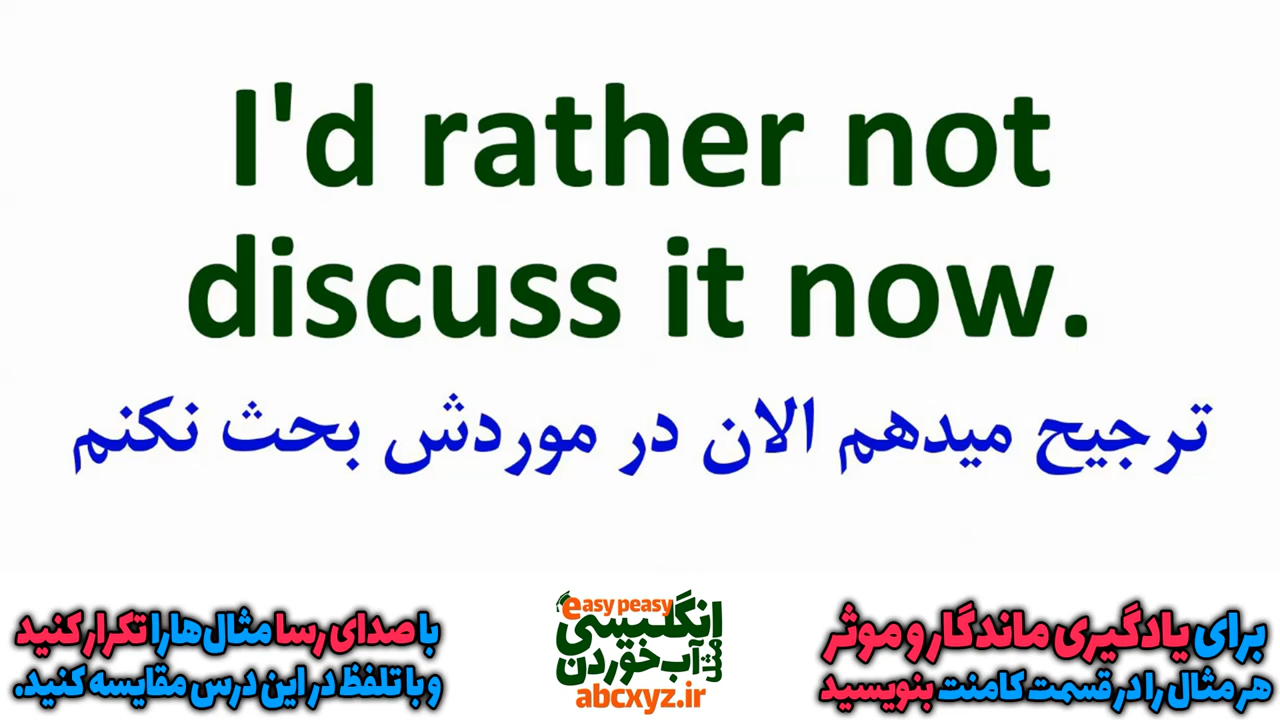 I'd rather not
discuss it now.
ترجیح میدهم الان در موردش بحث نکنم
برای یادگیری ماندگار و موثر
هر مثال را در قسمت کامنت بنویسید
easy peasy
انگلیسی
مثل آب خوردن
abcxyz.ir
با صدای رسا مثال‌ها را تکرار کنید
و با تلفظ در این درس مقایسه کنید.